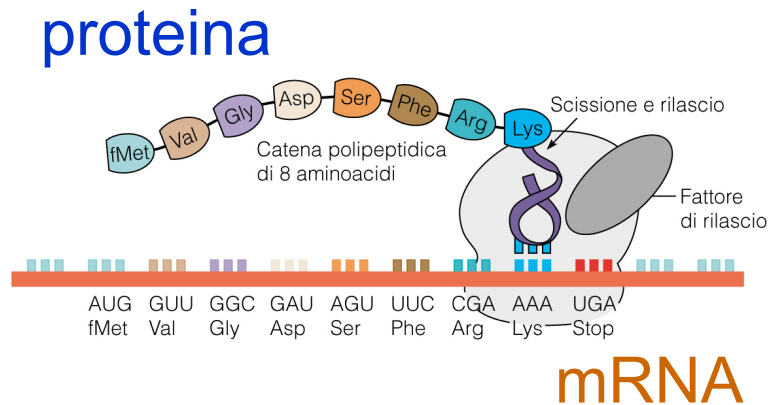 proteina
fMet
Val
Gly
Asp
Ser
Phe
Arg
Lys
Scissione e rilascio
Catena polipeptidica
di 8 aminoacidi
Fattore
di rilascio
AUG GUU GGC GAU AGU UUC CGA AAA UGA
fMet Val Gly Asp Ser Phe Arg Lys Stop
mRNA